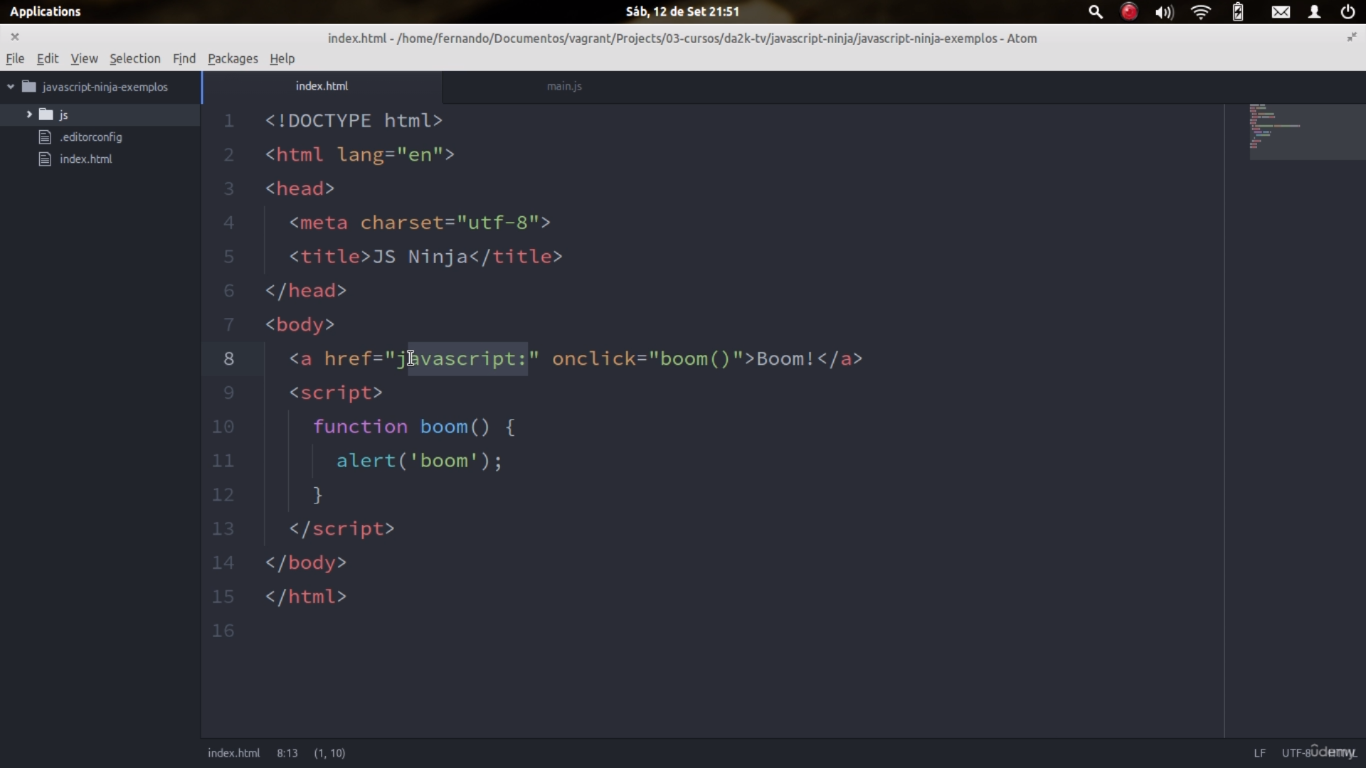 Applications
Sáb, 12 de Set 21:51
index.html - /home/fernando/Documentos/vagrant/Projects/03-cursos/da2k-tv/javascript-ninja/javascript-ninja-exemplos - Atom
File Edit View Selection Find Packages Help
javascript-ninja-exemplos
js
.editorconfig
index.html
index.html main.js
1 <!DOCTYPE html>
2 <html lang="en">
3 <head>
4 <meta charset="utf-8">
5 <title>JS Ninja</title>
6 </head>
7 <body>
8 <a href="javascript:" onclick="boom()">Boom!</a>
9 <script>
10 function boom() {
11 alert('boom');
12 }
13 </script>
14 </body>
15 </html>
16
index.html 8:13 (1, 10)
LF UTF-8
udemy